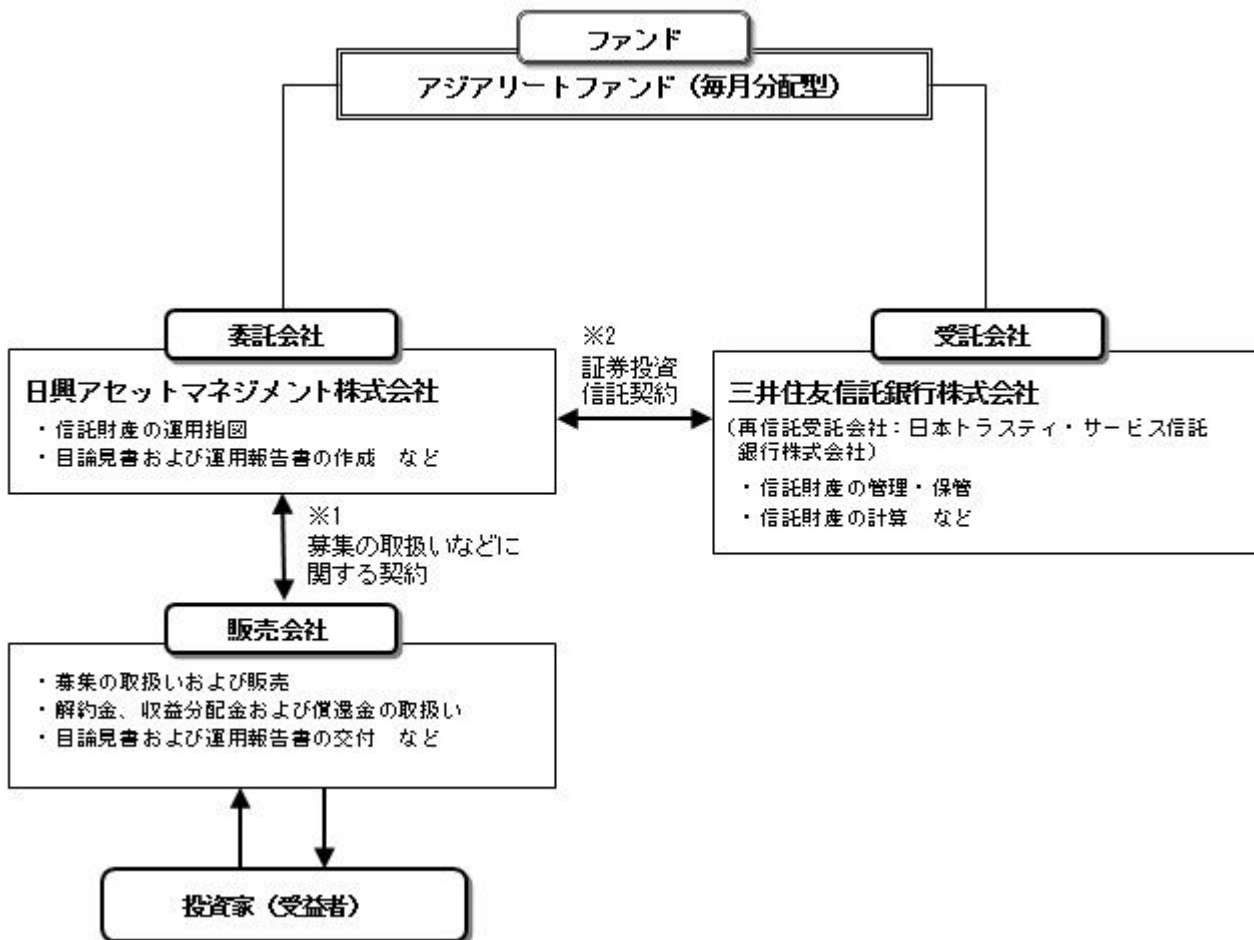 ファンド
アジアリートファンド（毎月分配型）
委託会社
日興アセットマネジメント株式会社
・信託財産の運用指図
・目論見書および運用報告書の作成　など
※2
証券投資
信託契約
受託会社
三井住友信託銀行株式会社
（再信託受託会社：日本トラスティ・サービス信託
銀行株式会社）
・信託財産の管理・保管
・信託財産の計算　など
※1
募集の取扱いなどに
関する契約
販売会社
・募集の取扱いおよび販売
・解約金、収益分配金および償還金の取扱い
・目論見書および運用報告書の交付　など
投資家（受益者）